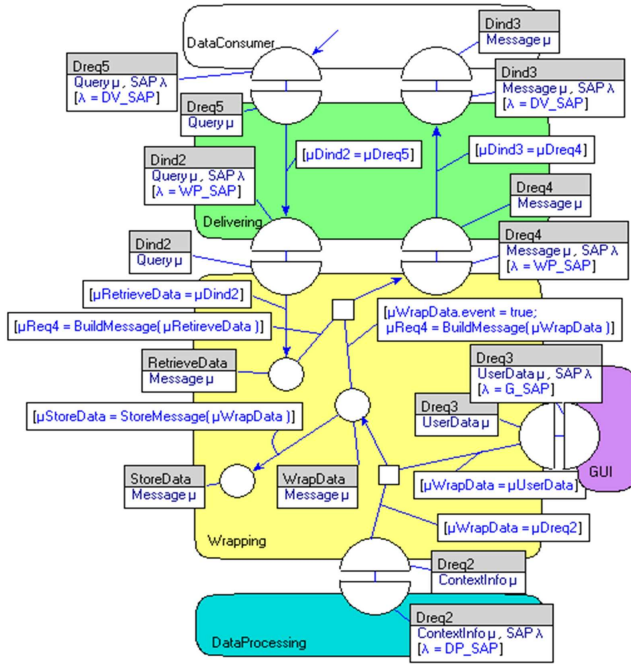 DataConsumer
Dind3
Message μ
Dreq5
Query μ , SAP λ
[λ = DV_SAP]
Dind3
Message μ , SAP λ
[λ = DV_SAP]
Dreq5
Query μ
[μDind2 = μDreq5]
[μDind3 = μDreq4]
Dind2
Query μ , SAP λ
[λ = WP_SAP]
Dreq4
Message μ
Delivering
Dind2
Query μ
Dreq4
Message μ , SAP λ
[λ = WP_SAP]
[μRetrieveData = μDind2]
[μReq4 = BuildMessage( μRetireveData )]
[μWrapData.event = true;
μReq4 = BuildMessage( μWrapData )]
RetrieveData
Message μ
Dreq3
UserData μ , SAP λ
[λ = G_SAP]
Dreq3
UserData μ
[μStoreData = StoreMessage( μWrapData )]
GUI
StoreData
Message μ
WrapData
Message μ
[μWrapData = μUserData]
[μWrapData = μDreq2]
Wrapping
Dreq2
ContextInfo μ
Dreq2
ContextInfo μ , SAP λ
[λ = DP_SAP]
DataProcessing